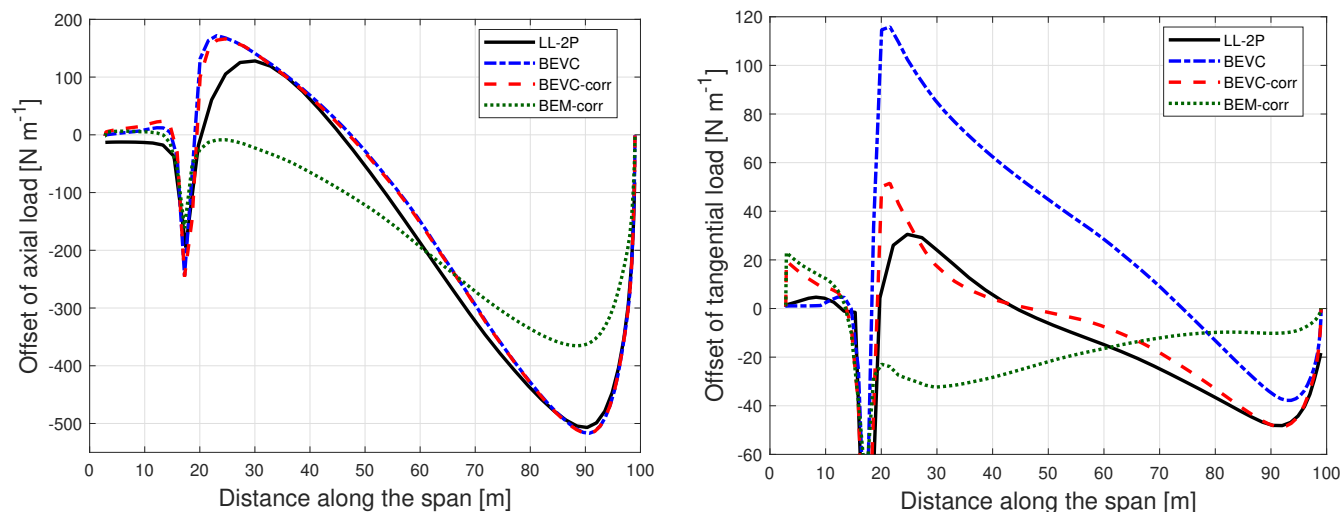 Offset of axial load [N m⁻¹]
200
100
0
-100
-200
-300
-400
-500
LL-2P
BEVC
BEVC-corr
BEM-corr
0 10 20 30 40 50 60 70 80 90 100
Distance along the span [m]
Offset of tangential load [N m⁻¹]
120
100
80
60
40
20
0
-20
-40
-60
LL-2P
BEVC
BEVC-corr
BEM-corr
0 10 20 30 40 50 60 70 80 90 100
Distance along the span [m]